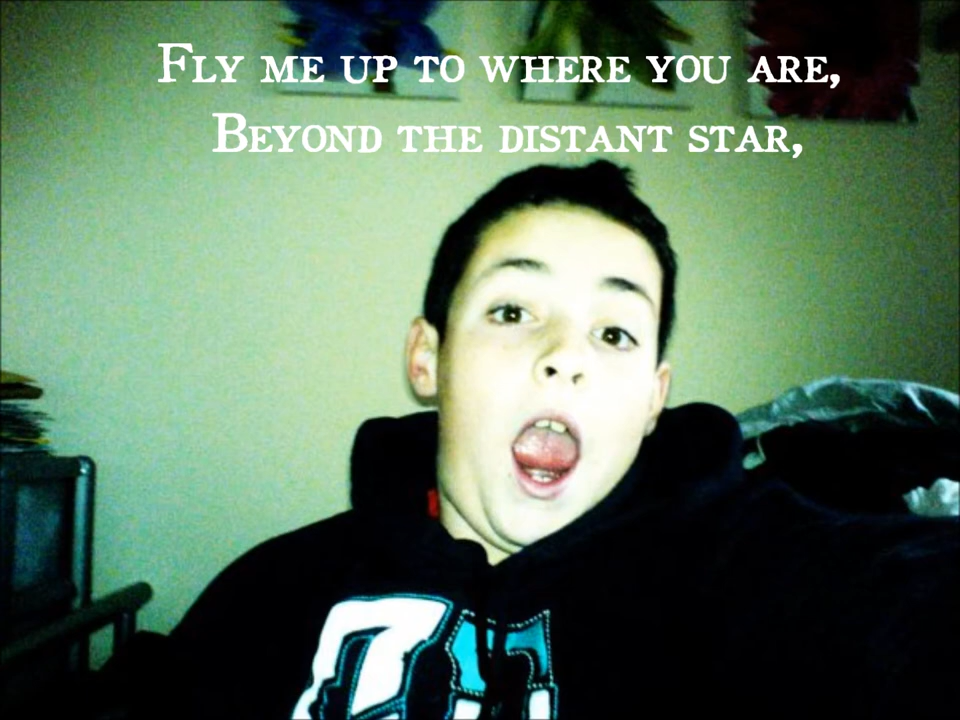 Fly me up to where you are,
Beyond the distant star,